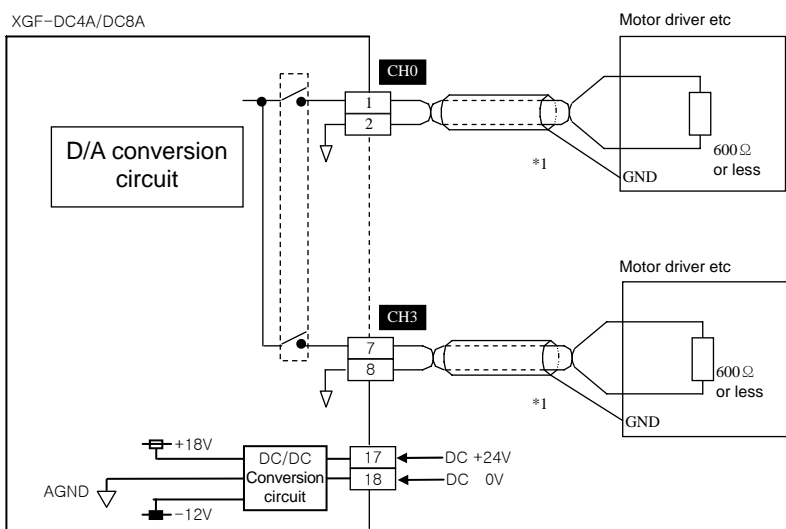 XGF-DC4A/DC8A
Motor driver etc
CH0
1
2
D/A conversion
circuit
600Ω
or less
*1
GND
Motor driver etc
CH3
7
8
600Ω
or less
*1
GND
+18V
DC/DC
Conversion
circuit
17
DC +24V
18
DC 0V
AGND
-12V